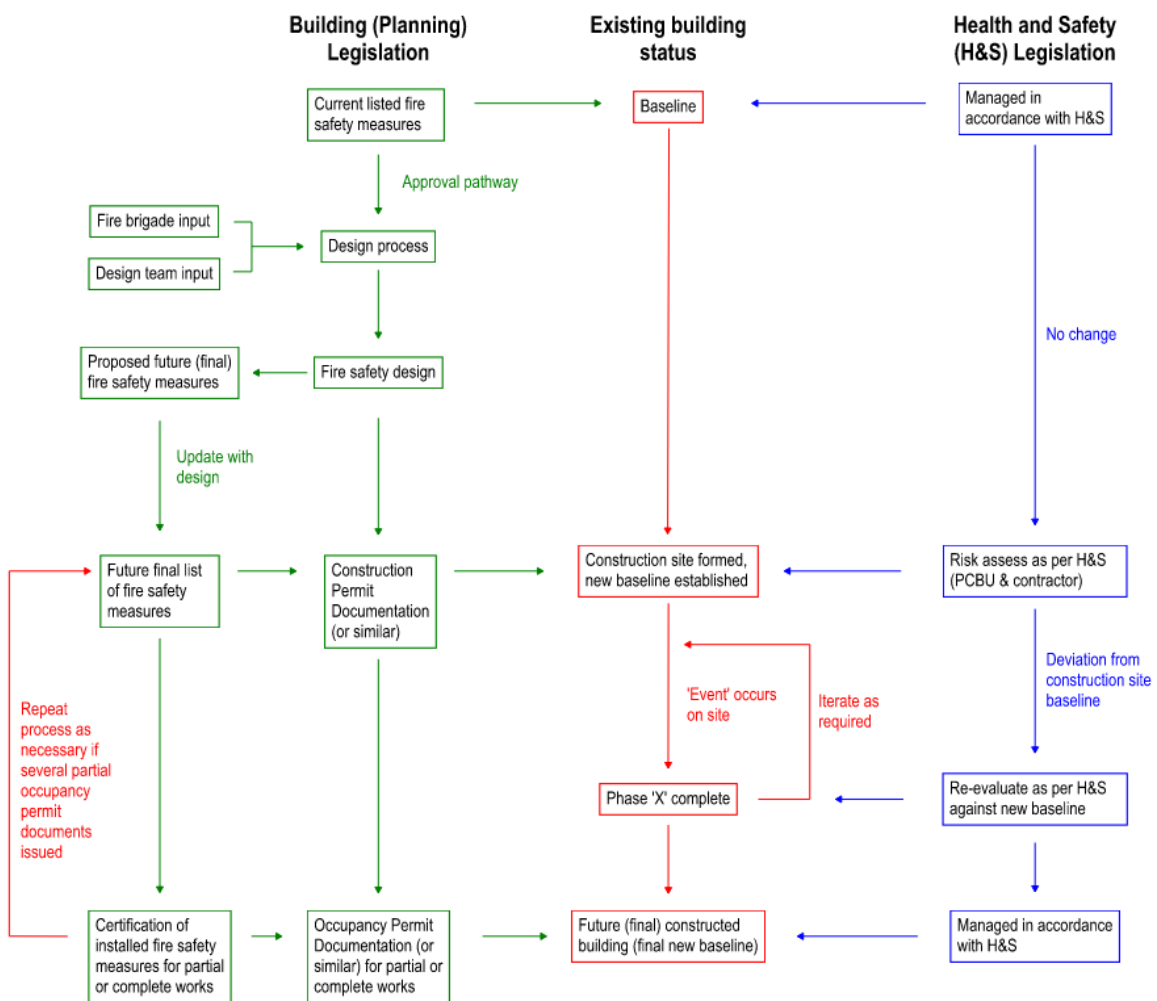 Building (Planning)
Legislation
Existing building
status
Health and Safety
(H&S) Legislation
Current listed fire
safety measures
Baseline
Managed in
accordance with H&S
Approval pathway
Fire brigade input
Design team input
Design process
No change
Proposed future (final)
fire safety measures
Fire safety design
Update with
design
Future final list
of fire safety
measures
Construction
Permit
Documentation
(or similar)
Construction site formed,
new baseline established
Risk assess as per H&S
(PCBU & contractor)
Repeat
process as
necessary if
several partial
occupancy
permit
documents
issued
'Event' occurs
on site
Iterate as
required
Deviation from
construction site
baseline
Phase 'X' complete
Re-evaluate as per H&S
against new baseline
Certification of
installed fire safety
measures for partial
or complete works
Occupancy Permit
Documentation (or
similar) for partial or
complete works
Future (final) constructed
building (final new baseline)
Managed in accordance
with H&S